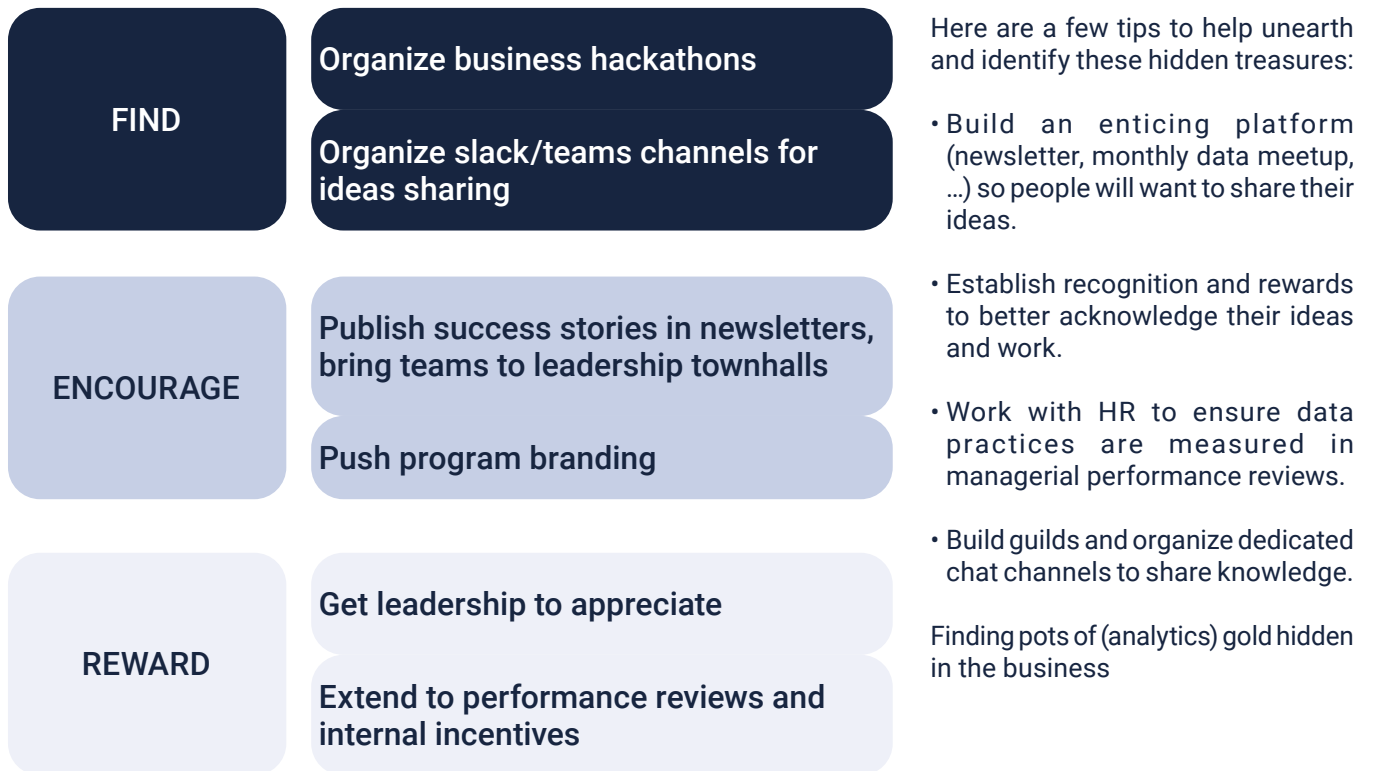 FIND
Organize business hackathons
Organize slack/teams channels for
ideas sharing
ENCOURAGE
Publish success stories in newsletters,
bring teams to leadership townhalls
Push program branding
REWARD
Get leadership to appreciate
Extend to performance reviews and
internal incentives
Here are a few tips to help unearth
and identify these hidden treasures:
• Build an enticing platform
(newsletter, monthly data meetup,
...) so people will want to share their
ideas.
• Establish recognition and rewards
to better acknowledge their ideas
and work.
• Work with HR to ensure data
practices are measured in
managerial performance reviews.
• Build guilds and organize dedicated
chat channels to share knowledge.
Finding pots of (analytics) gold hidden
in the business